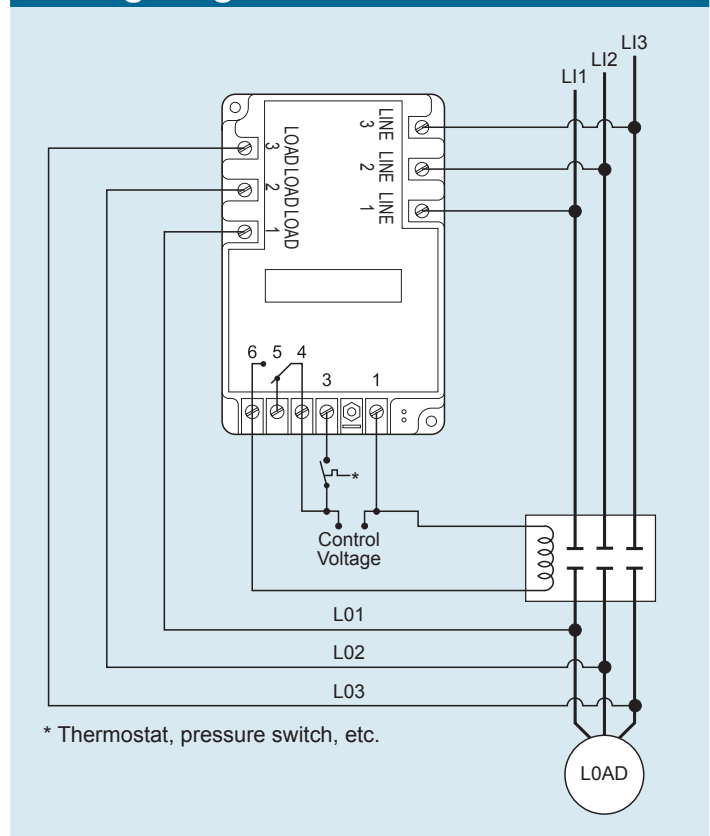 LI3
LI2
LI1
LINE 3
LINE 2
LINE 1
LOAD 3
LOAD 2
LOAD 1
6 5 4
3 1
*
Control
Voltage
L01
L02
L03
* Thermostat, pressure switch, etc.
L0AD